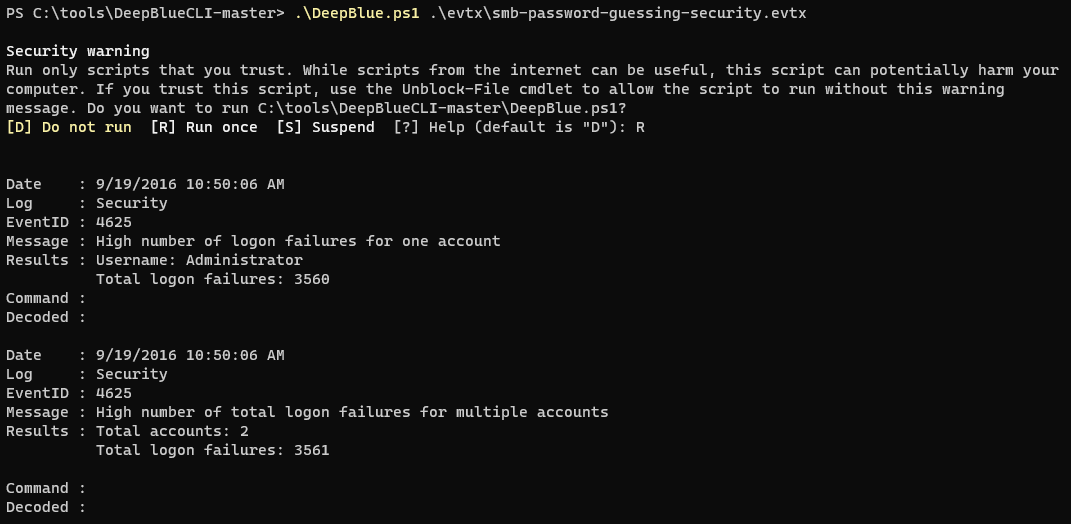 PS C:\tools\DeepBlueCLI-master> .\DeepBlue.ps1 .\evtx\smb-password-guessing-security.evtx
Security warning
Run only scripts that you trust. While scripts from the internet can be useful, this script can potentially harm your
computer. If you trust this script, use the Unblock-File cmdlet to allow the script to run without this warning
message. Do you want to run C:\tools\DeepBlueCLI-master\DeepBlue.ps1?
[D] Do not run  [R] Run once  [S] Suspend  [?] Help (default is "D"): R
Date    : 9/19/2016 10:50:06 AM
Log     : Security
EventID : 4625
Message : High number of logon failures for one account
Results : Username: Administrator
          Total logon failures: 3560
Command :
Decoded :
Date    : 9/19/2016 10:50:06 AM
Log     : Security
EventID : 4625
Message : High number of total logon failures for multiple accounts
Results : Total accounts: 2
          Total logon failures: 3561
Command :
Decoded :